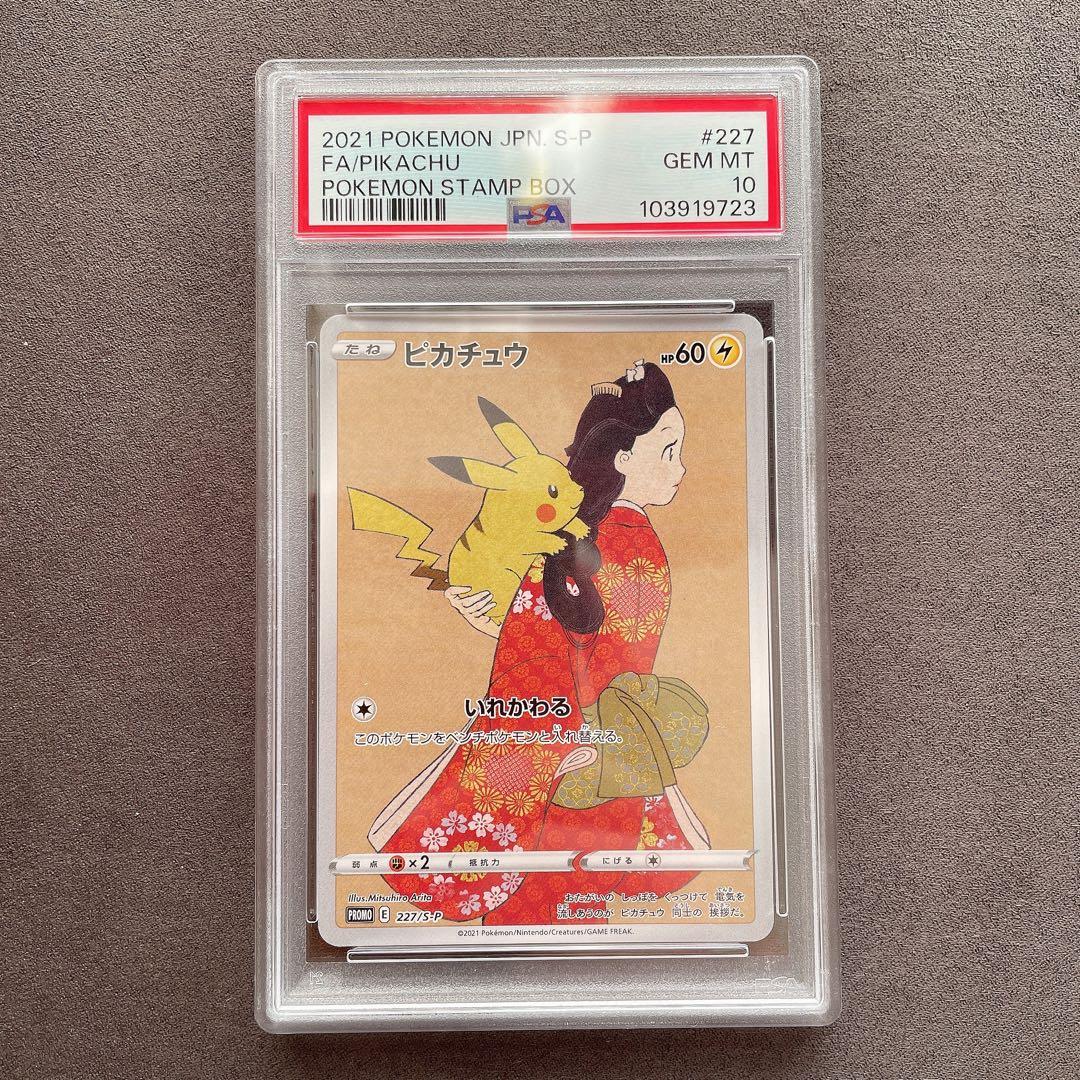 2021 POKEMON JPN. S-P #227
FA/PIKACHU GEM MT
POKEMON STAMP BOX 10
PSA 103919723
たね ピカチュウ HP60
いれかわる
このポケモンをベンチポケモンと入れ替える。
弱点 ×2 抵抗力 にげる
Illus.Mitsuhiro Arita
PROMO E 227/S-P
おたがいの しっぽを くっつけて 電気を
流しあうのが ピカチュウ 同士の 挨拶だ。
©2021 Pokémon/Nintendo/Creatures/GAME FREAK.